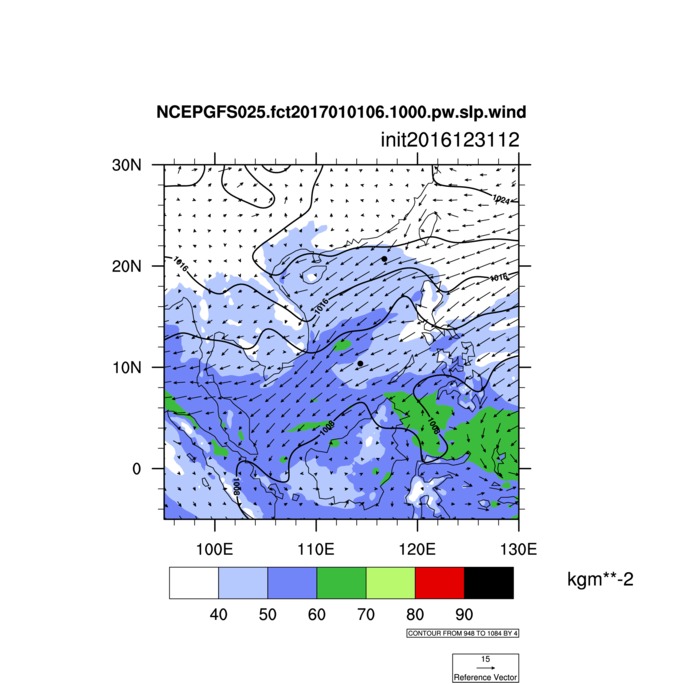 NCEPGFS025.fct2017010106.1000.pw.slp.wind
init2016123112
30N
1024
20N
1016
1016
1016
10N
1008
1008
0
1008
100E 110E 120E 130E
kgm**-2
40 50 60 70 80 90
CONTOUR FROM 948 TO 1084 BY 4
15
Reference Vector